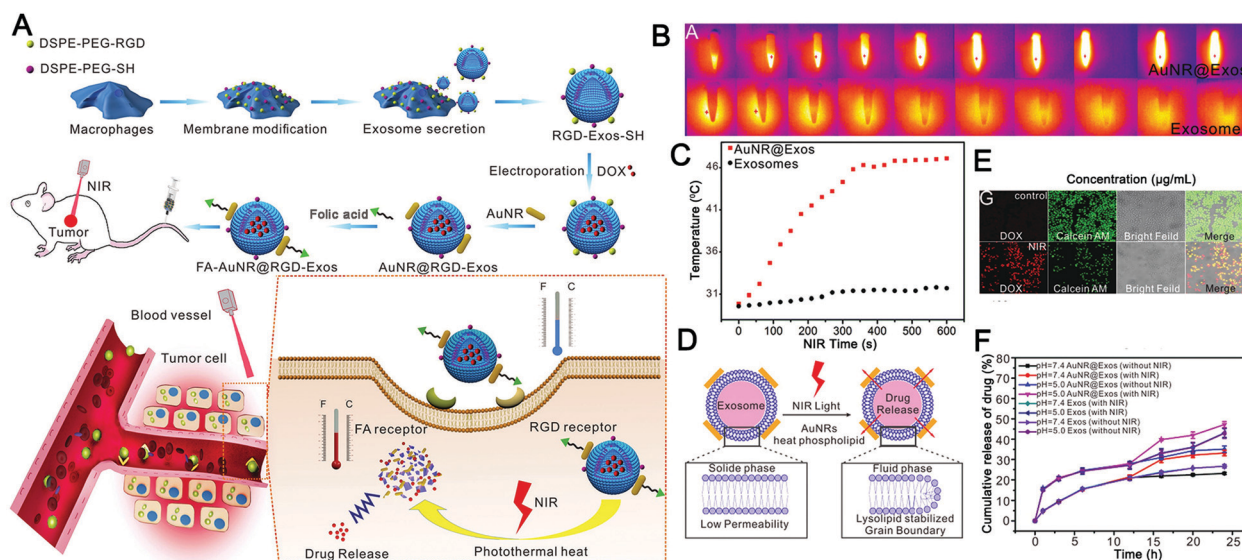 A
DSPE-PEG-RGD
DSPE-PEG-SH
Macrophages
Membrane modification
Exosome secretion
RGD-Exos-SH
Electroporation
DOX
NIR
Tumor
Folic acid
AuNR
FA-AuNR@RGD-Exos
AuNR@RGD-Exos
Blood vessel
Tumor cell
F C
F C
FA receptor
RGD receptor
NIR
Drug Release
Photothermal heat
B
A
AuNR@Exos
Exosome
C
AuNR@Exos
Exosomes
Temperature (°C)
46
41
36
31
0 100 200 300 400 500 600
NIR Time (s)
D
Exosome
NIR Light
AuNRs
heat phospholipid
Drug
Release
Solide phase
Low Permeability
Fluid phase
Lysolipid stabilized
Grain Boundary
E
Concentration (μg/mL)
G
control
DOX
Calcein AM
Bright Feild
Merge
NIR
DOX
Calcein AM
Bright Feild
Merge
F
Cumulative release of drug (%)
80
70
60
50
40
30
20
10
0
pH=7.4 AuNR@Exos (without NIR)
pH=7.4 AuNR@Exos (with NIR)
pH=5.0 AuNR@Exos (without NIR)
pH=5.0 AuNR@Exos (with NIR)
pH=7.4 Exos (with NIR)
pH=5.0 Exos (with NIR)
pH=7.4 Exos (without NIR)
pH=5.0 Exos (without NIR)
0 5 10 15 20 25
Time (h)